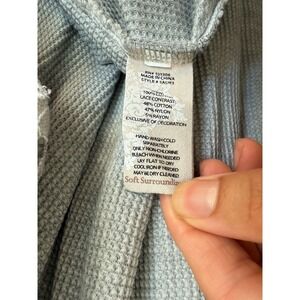 MADE IN CHINA
LACE CONTRAST
48% COTTON
47% NYLON
5% RAYON
EXCLUSIVE OF DECORATION
HAND WASH COLD
SEPARATELY
ONLY NON-CHLORINE
BLEACH WHEN NEEDED
LAY FLAT TO DRY
COOL IRON IF NEEDED
MAY BE DRY CLEANED
Soft Surroundings